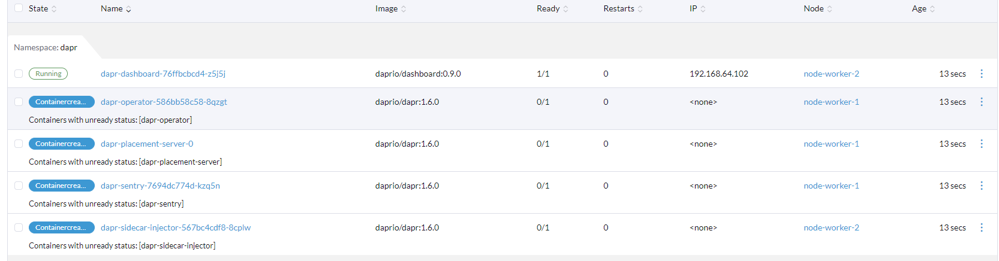 State Name Image Ready Restarts IP Node Age
Namespace: dapr
Running dapr-dashboard-76ffbcbcd4-z5j5j daprio/dashboard:0.9.0 1/1 0 192.168.64.102 node-worker-2 13 secs
Containercrea... dapr-operator-586bb58c58-8qzgt daprio/dapr:1.6.0 0/1 0 <none> node-worker-1 13 secs
Containers with unready status: [dapr-operator]
Containercrea... dapr-placement-server-0 daprio/dapr:1.6.0 0/1 0 <none> node-worker-1 13 secs
Containers with unready status: [dapr-placement-server]
Containercrea... dapr-sentry-7694dc774d-kzq5n daprio/dapr:1.6.0 0/1 0 <none> node-worker-1 13 secs
Containers with unready status: [dapr-sentry]
Containercrea... dapr-sidecar-injector-567bc4cdf8-8cplw daprio/dapr:1.6.0 0/1 0 <none> node-worker-2 13 secs
Containers with unready status: [dapr-sidecar-injector]